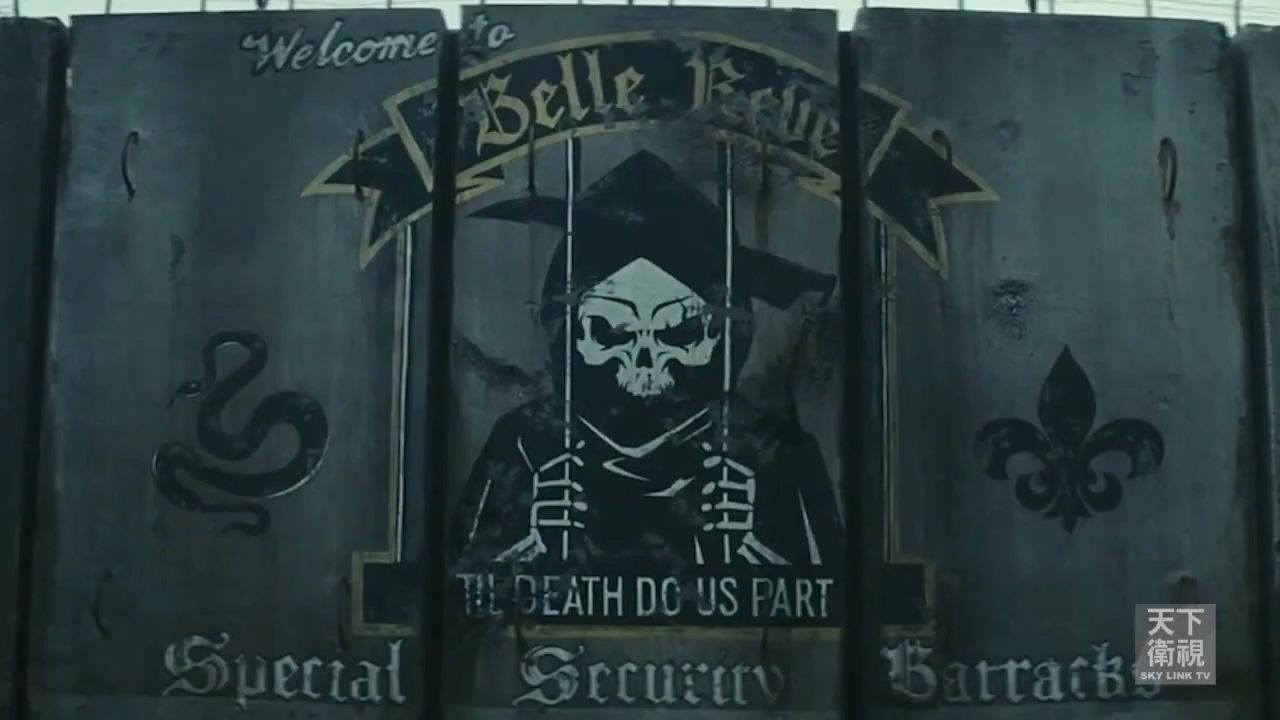 Welcome to
Belle Reve
TIL DEATH DO US PART
Special Security Barracks
天下
衛視
SKY LINK TV